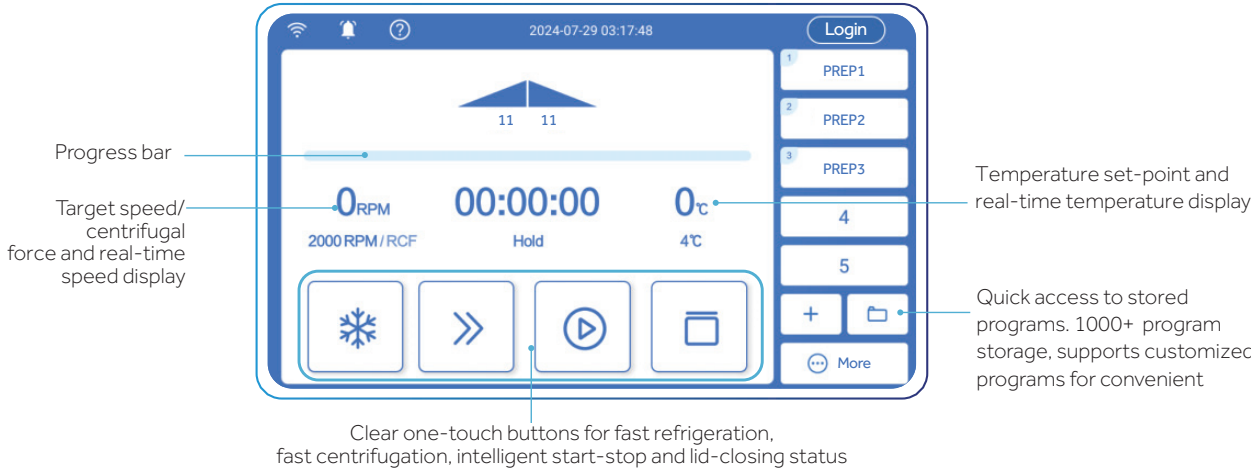 2024-07-29 03:17:48
Login
1
PREP1
2
PREP2
3
PREP3
4
5
+
More
11 11
0RPM
2000 RPM / RCF
00:00:00
Hold
0℃
4℃
Progress bar
Target speed/
centrifugal
force and real-time
speed display
Temperature set-point and
real-time temperature display
Quick access to stored
programs. 1000+ program
storage, supports customized
programs for convenient
Clear one-touch buttons for fast refrigeration,
fast centrifugation, intelligent start-stop and lid-closing status